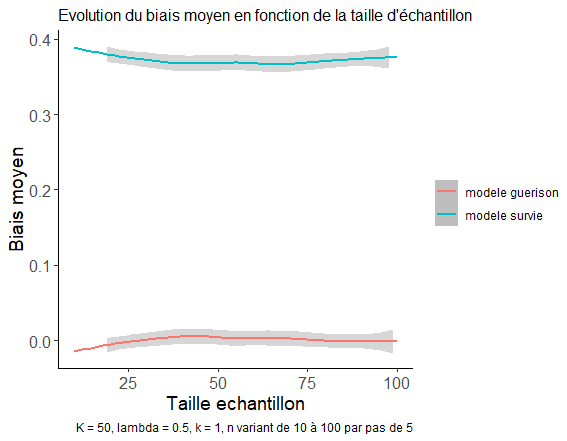 Evolution du biais moyen en fonction de la taille d'échantillon
Biais moyen
0.4
0.3
0.2
0.1
0.0
25 50 75 100
Taille echantillon
K = 50, lambda = 0.5, k = 1, n variant de 10 à 100 par pas de 5
modele guerison
modele survie